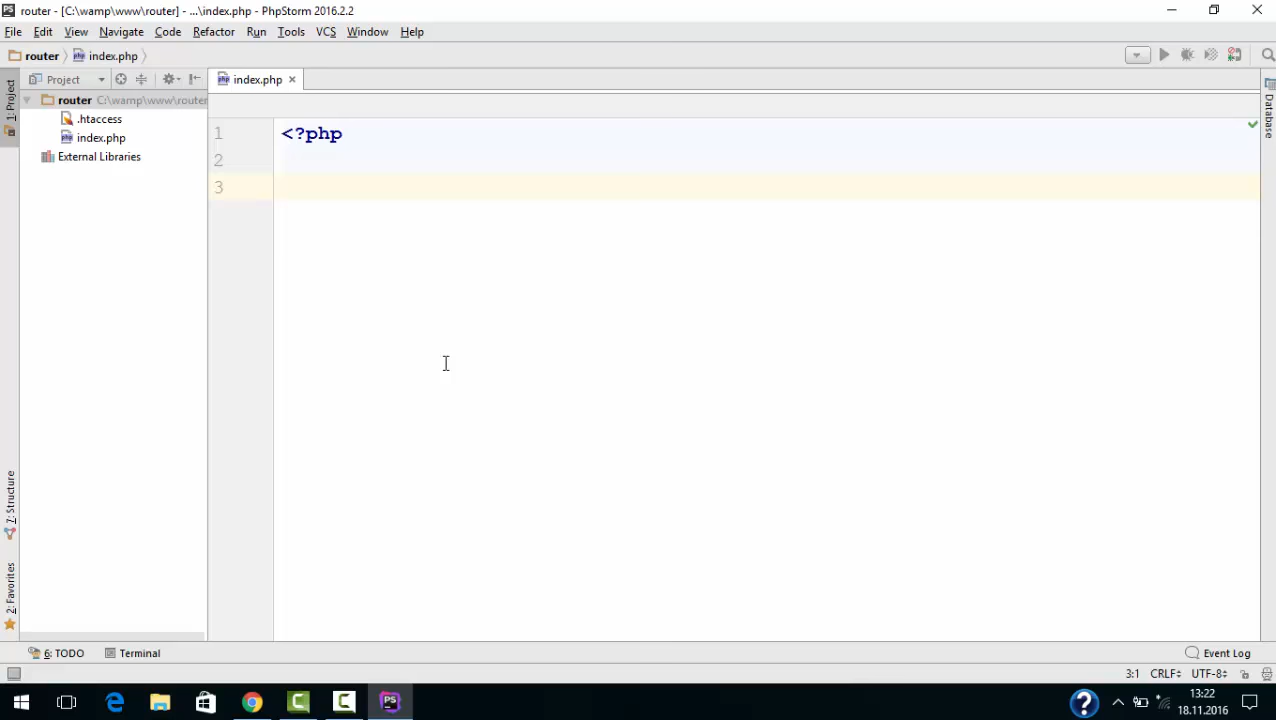 PS router - [C:\wamp\www\router] - ...\index.php - PhpStorm 2016.2.2
File Edit View Navigate Code Refactor Run Tools VCS Window Help
router index.php
1: Project
Project
index.php
Database
router C:\wamp\www\router
.htaccess
index.php
External Libraries
1 <?php
2
3
7: Structure
2: Favorites
6: TODO Terminal Event Log
3:1 CRLF UTF-8
PS
13:22
18.11.2016